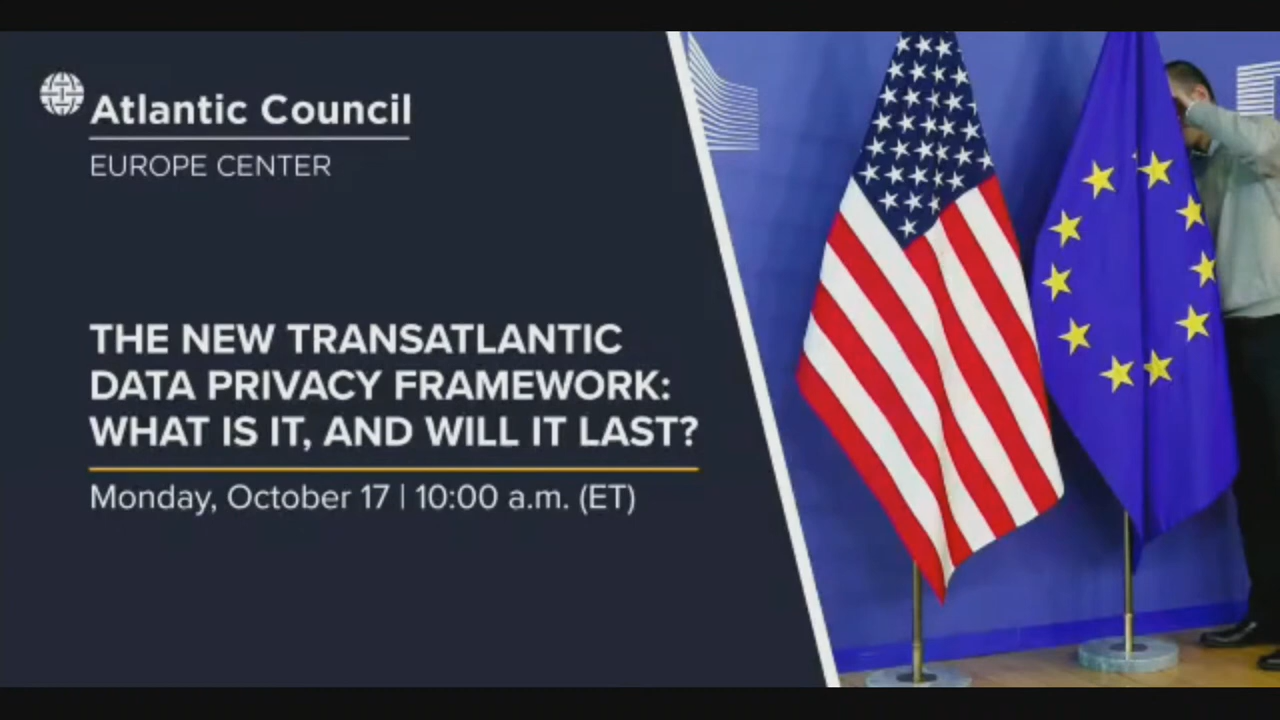 Atlantic Council
EUROPE CENTER
THE NEW TRANSATLANTIC
DATA PRIVACY FRAMEWORK:
WHAT IS IT, AND WILL IT LAST?
Monday, October 17 | 10:00 a.m. (ET)